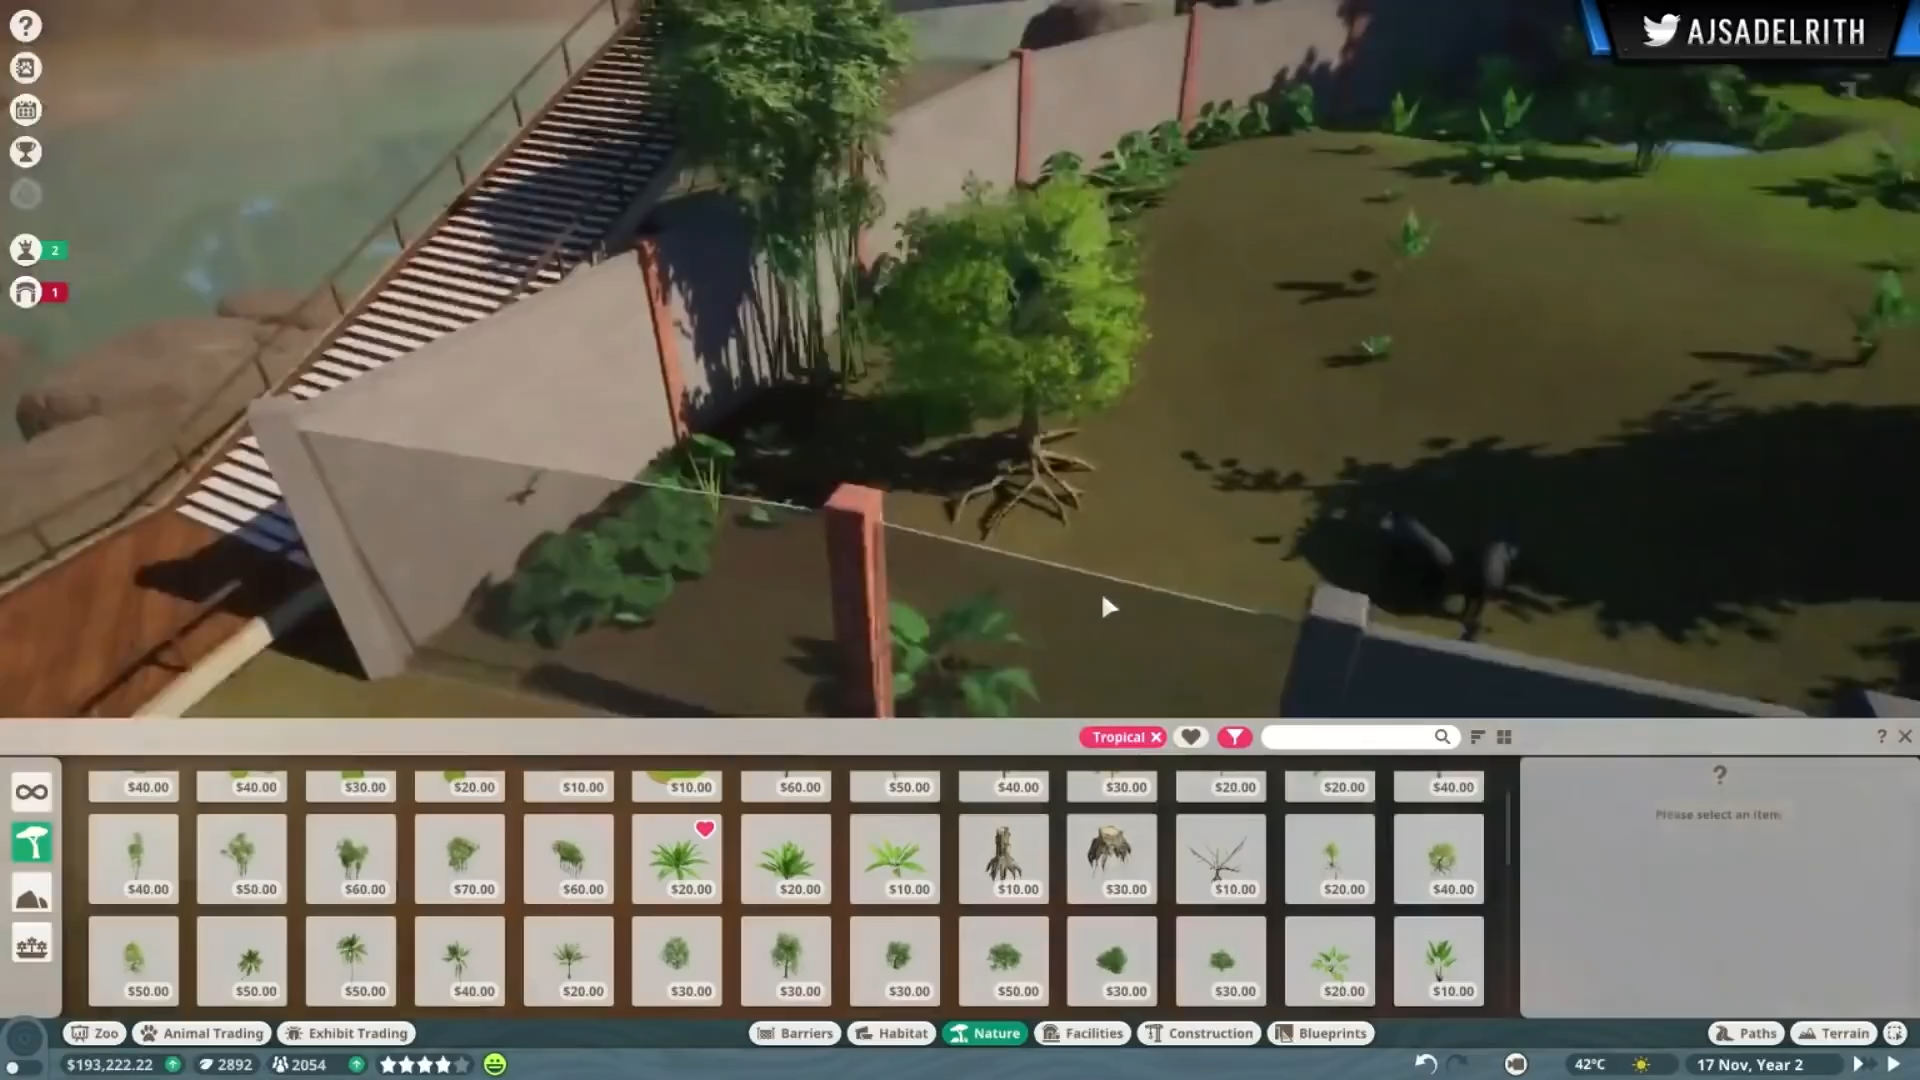 AJSADELRITH
2
1
Tropical
$40.00 $40.00 $30.00 $20.00 $10.00 $10.00 $60.00 $50.00 $40.00 $30.00 $20.00 $20.00 $40.00
$40.00 $50.00 $60.00 $70.00 $60.00 $20.00 $20.00 $10.00 $10.00 $30.00 $10.00 $20.00 $40.00
$50.00 $50.00 $50.00 $40.00 $20.00 $30.00 $30.00 $30.00 $50.00 $30.00 $30.00 $20.00 $10.00
?
Please select an item.
Zoo Animal Trading Exhibit Trading Barriers Habitat Nature Facilities Construction Blueprints Paths Terrain
$193,222.22 2892 2054 42°C 17 Nov, Year 2